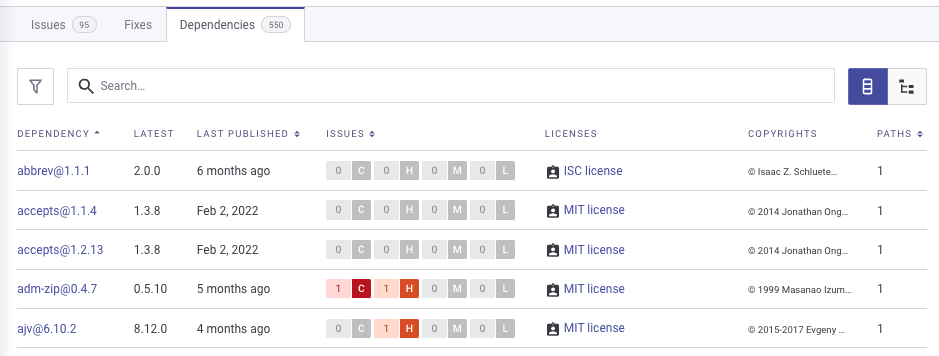 Issues 95 Fixes Dependencies 550
Search...
DEPENDENCY LATEST LAST PUBLISHED ISSUES LICENSES COPYRIGHTS PATHS
abbrev@1.1.1 2.0.0 6 months ago 0 C 0 H 0 M 0 L ISC license © Isaac Z. Schluete... 1
accepts@1.1.4 1.3.8 Feb 2, 2022 0 C 0 H 0 M 0 L MIT license © 2014 Jonathan Ong... 1
accepts@1.2.13 1.3.8 Feb 2, 2022 0 C 0 H 0 M 0 L MIT license © 2014 Jonathan Ong... 1
adm-zip@0.4.7 0.5.10 5 months ago 1 C 1 H 0 M 0 L MIT license © 1999 Masanao Izum... 1
ajv@6.10.2 8.12.0 4 months ago 0 C 1 H 0 M 0 L MIT license © 2015-2017 Evgeny ... 1